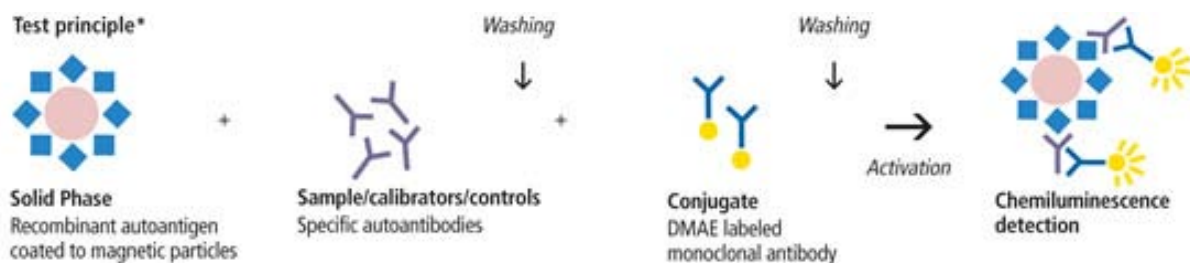 Test principle*
Washing
Washing
+
+
Activation
Solid Phase
Recombinant autoantigen
coated to magnetic particles
Sample/calibrators/controls
Specific autoantibodies
Conjugate
DMAE labeled
monoclonal antibody
Chemiluminescence
detection